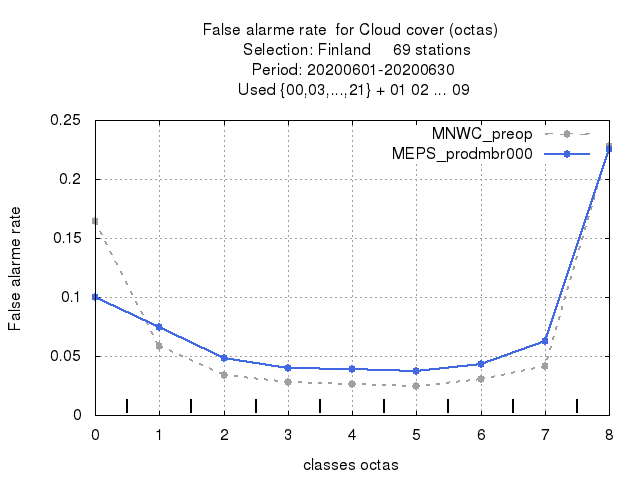 False alarme rate  for Cloud cover (octas)
Selection: Finland     69 stations
Period: 20200601-20200630
Used {00,03,...,21} + 01 02 ... 09
MNWC_preop
MEPS_prodmbr000
0.25
0.2
0.15
0.1
0.05
0
False alarme rate
0 1 2 3 4 5 6 7 8
classes octas